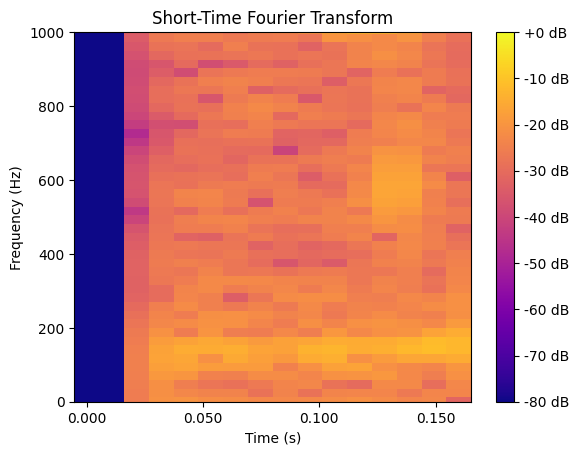 Short-Time Fourier Transform
1000
800
600
400
200
0
Frequency (Hz)
0.000
0.050
0.100
0.150
Time (s)
+0 dB
-10 dB
-20 dB
-30 dB
-40 dB
-50 dB
-60 dB
-70 dB
-80 dB